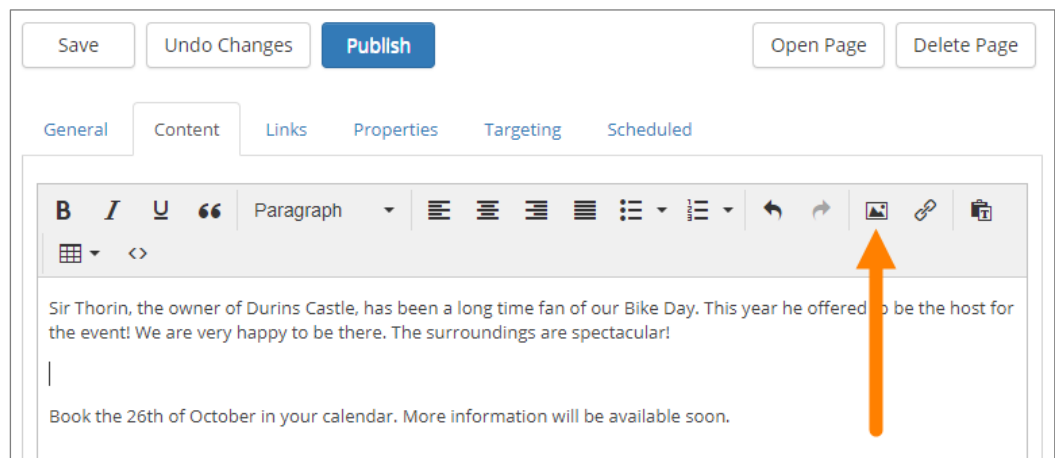 Save Undo Changes Publish Open Page Delete Page
General Content Links Properties Targeting Scheduled
B I U Paragraph
Sir Thorin, the owner of Durins Castle, has been a long time fan of our Bike Day. This year he offered to be the host for
the event! We are very happy to be there. The surroundings are spectacular!
Book the 26th of October in your calendar. More information will be available soon.